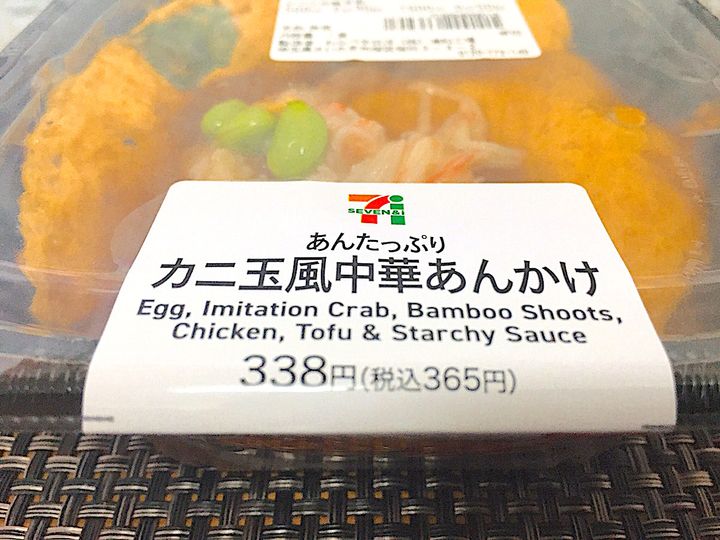 SEVEN&i
あんたっぷり
カニ玉風中華あんかけ
Egg, Imitation Crab, Bamboo Shoots,
Chicken, Tofu & Starchy Sauce
338円(税込365円)